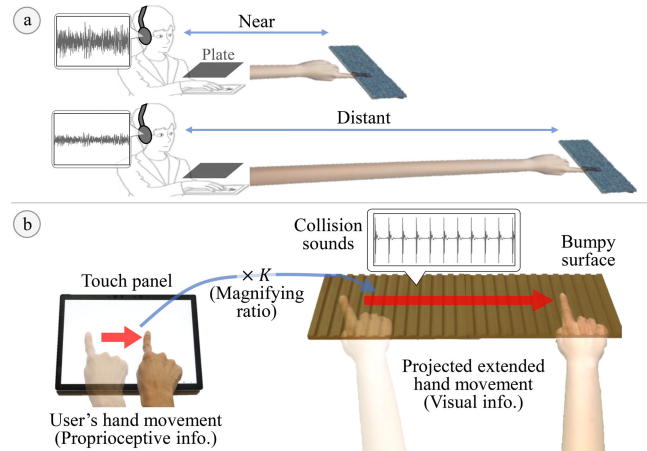 a
Near
Plate
Distant
b
Collision
sounds
Bumpy
surface
Touch panel
× K
(Magnifying
ratio)
Projected extended
hand movement
(Visual info.)
User's hand movement
(Proprioceptive info.)